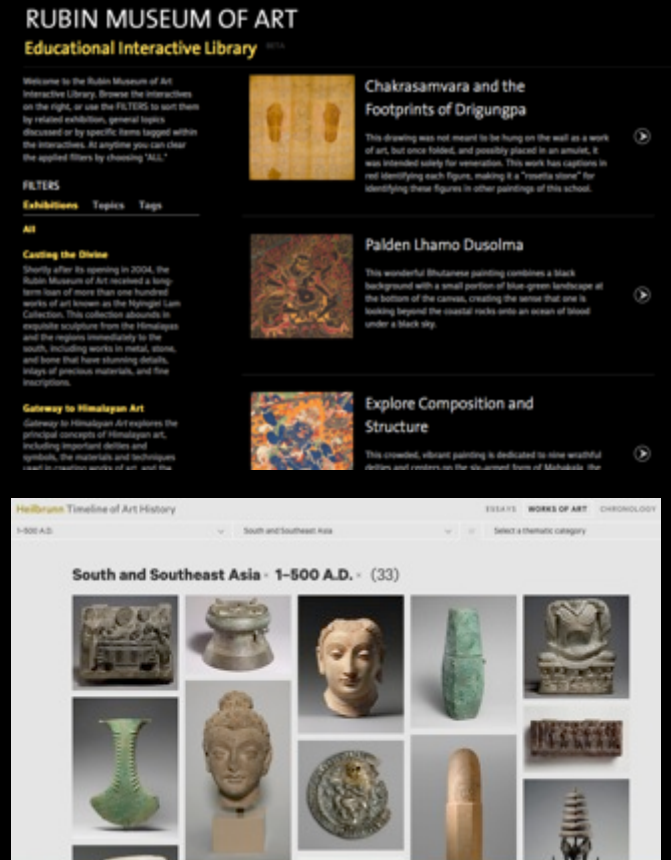 RUBIN MUSEUM OF ART
Educational Interactive Library BETA
Welcome to the Rubin Museum of Art
Interactive Library. Browse the interactives
on the right, or use the FILTERS to sort them
by related exhibition, general topics
discussed or by specific items tagged within
the interactives. At anytime you can clear
the applied filters by choosing "ALL."
FILTERS
Exhibitions Topics Tags
All
Casting the Divine
Shortly after its opening in 2004, the
Rubin Museum of Art received a long-
term loan of more than one hundred
works of art known as the Nyingjei Lam
Collection. This collection abounds in
exquisite sculpture from the Himalayas
and the regions immediately to the
south, including works in metal, stone,
and bone that have stunning details,
inlays of precious materials, and fine
inscriptions.
Gateway to Himalayan Art
Gateway to Himalayan Art explores the
principal concepts of Himalayan art,
including important deities and
symbols, the materials and techniques
used in creating works of art, and the
Chakrasamvara and the
Footprints of Drigungpa
This drawing was not meant to be hung on the wall as a work
of art, but once folded, and possibly placed in an amulet, it
was intended solely for veneration. This work has captions in
red identifying each figure, making it a "rosetta stone" for
identifying these figures in other paintings of this school.
Palden Lhamo Dusolma
This wonderful Bhutanese painting combines a black
background with a small portion of blue-green landscape at
the bottom of the canvas, creating the sense that one is
looking beyond the coastal rocks onto an ocean of blood
under a black sky.
Explore Composition and
Structure
This crowded, vibrant painting is dedicated to nine wrathful
deities and centers on the six-armed form of Mahakala, the
Heilbrunn Timeline of Art History
ESSAYS WORKS OF ART CHRONOLOGY
1-500 A.D. South and Southeast Asia Select a thematic category
South and Southeast Asia 1–500 A.D. (33)